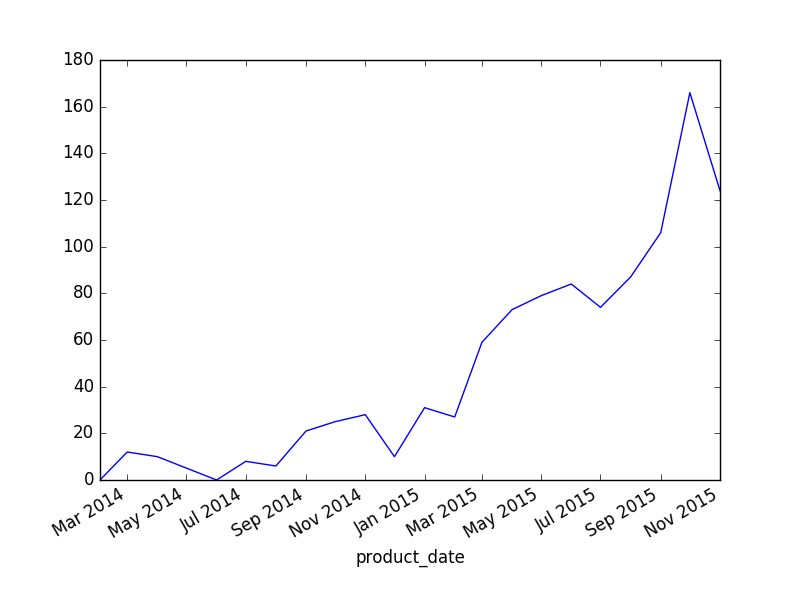 180
160
140
120
100
80
60
40
20
0
Mar 2014
May 2014
Jul 2014
Sep 2014
Nov 2014
Jan 2015
Mar 2015
May 2015
Jul 2015
Sep 2015
Nov 2015
product_date